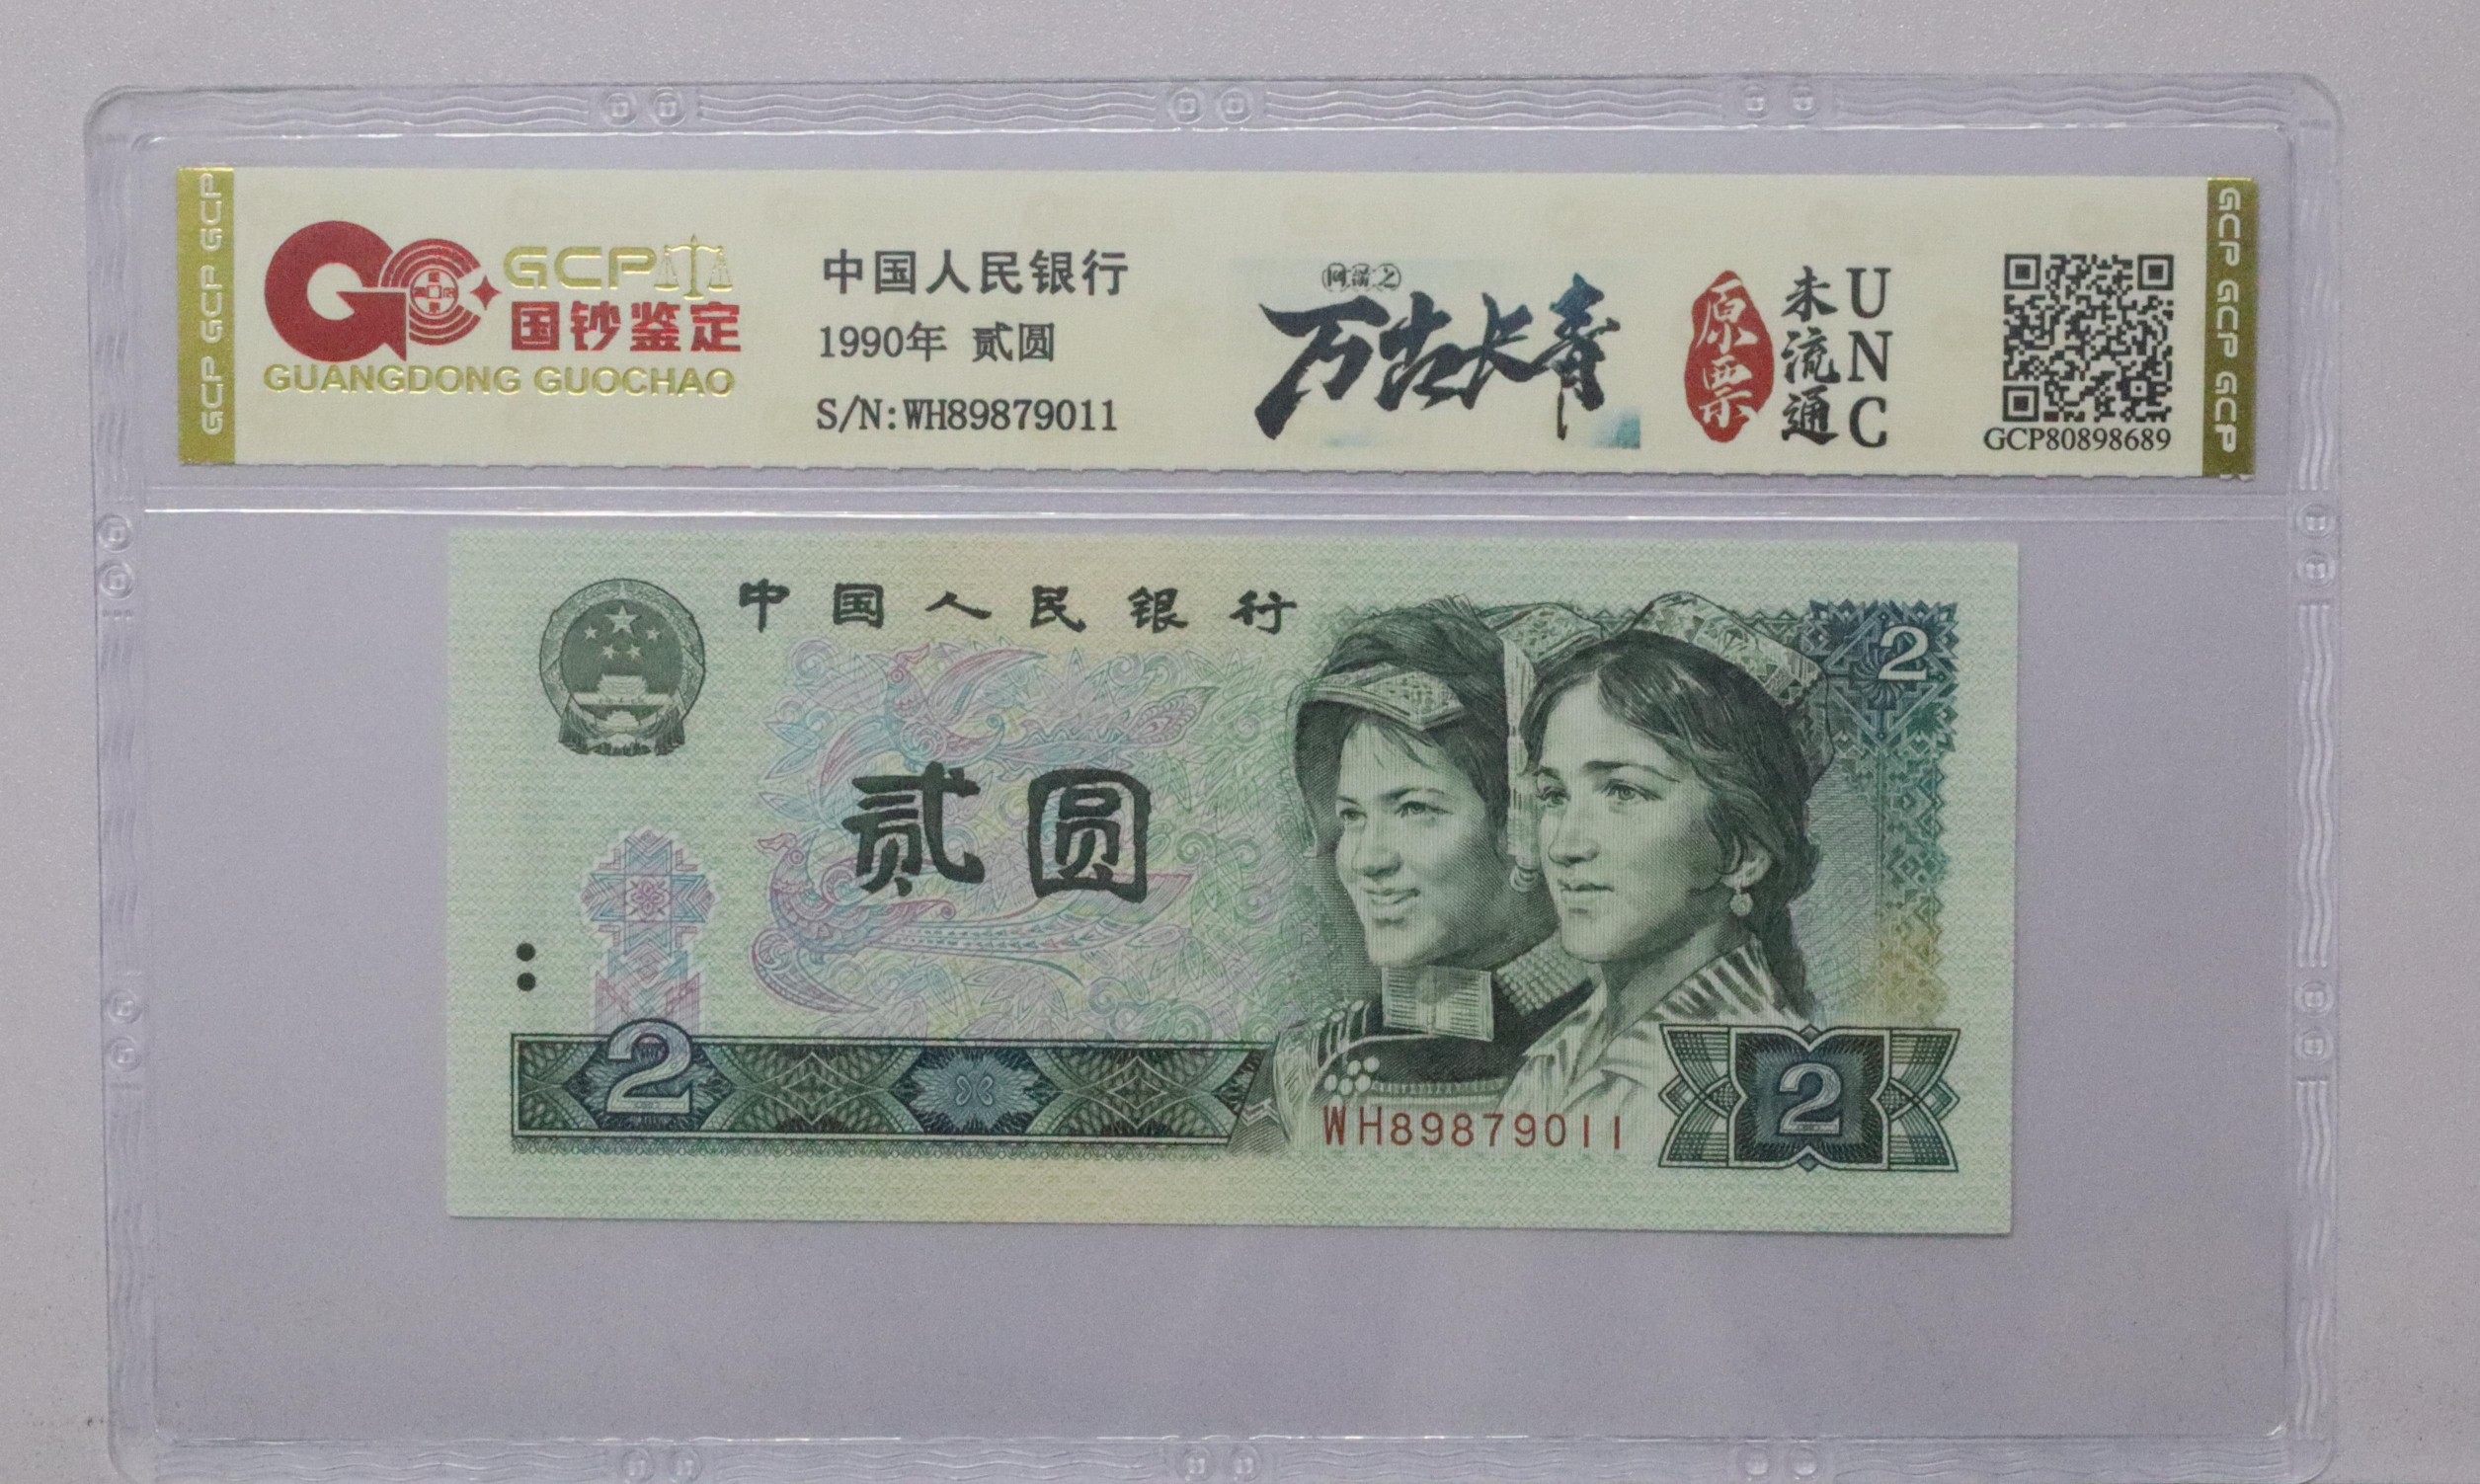 GCP GCP GCP
GCP
国钞鉴定
GUANGDONG GUOCHAO
中国人民银行
1990年 贰圆
S/N:WH89879011
万古长青
原票
未流通
UNC
GCP80898689
GCP GCP GCP
中国人民银行
2
贰圆
2
WH89879011
2